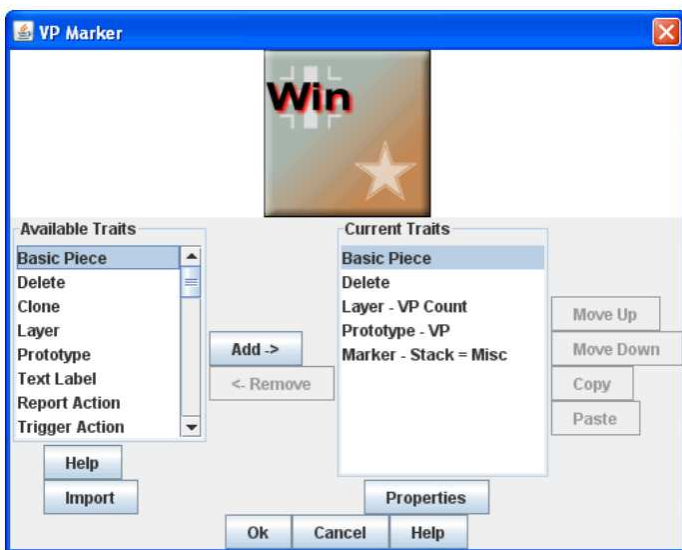 VP Marker
Win
Available Traits
Basic Piece
Delete
Clone
Layer
Prototype
Text Label
Report Action
Trigger Action
Add ->
<- Remove
Current Traits
Basic Piece
Delete
Layer - VP Count
Prototype - VP
Marker - Stack = Misc
Move Up
Move Down
Copy
Paste
Help
Import
Properties
Ok
Cancel
Help